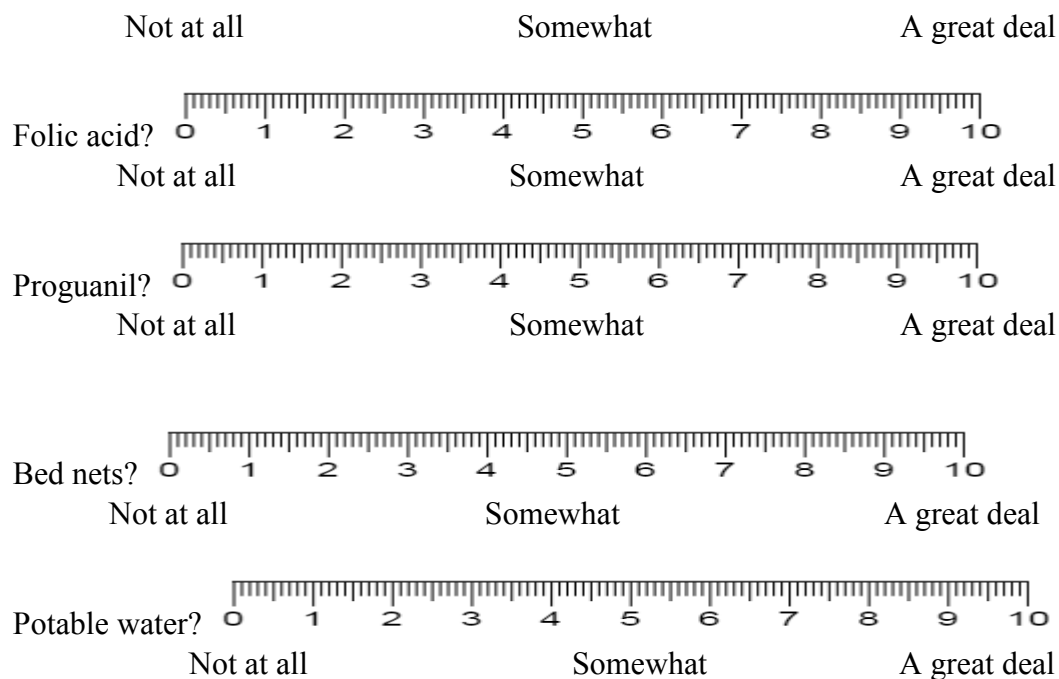 Not at all Somewhat A great deal
Folic acid? 0 1 2 3 4 5 6 7 8 9 10
Not at all Somewhat A great deal
Proguanil? 0 1 2 3 4 5 6 7 8 9 10
Not at all Somewhat A great deal
Bed nets? 0 1 2 3 4 5 6 7 8 9 10
Not at all Somewhat A great deal
Potable water? 0 1 2 3 4 5 6 7 8 9 10
Not at all Somewhat A great deal